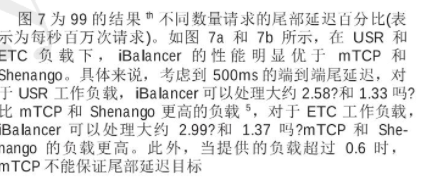 图 7 为 99 的结果 th 不同数量请求的尾部延迟百分比(表
示为每秒百万次请求)。如图 7a 和 7b 所示，在 USR 和
ETC 负载下，iBalancer 的性能明显优于 mTCP 和
Shenango。具体来说，考虑到 500ms 的端到端尾延迟，对
于 USR 工作负载，iBalancer 可以处理大约 2.58?和 1.33 吗?
比 mTCP 和 Shenango 更高的负载 5，对于 ETC 工作负载，
iBalancer 可以处理大约 2.99?和 1.37 吗?mTCP 和 She-
nango 的负载更高。此外，当提供的负载超过 0.6 时，
mTCP 不能保证尾部延迟目标